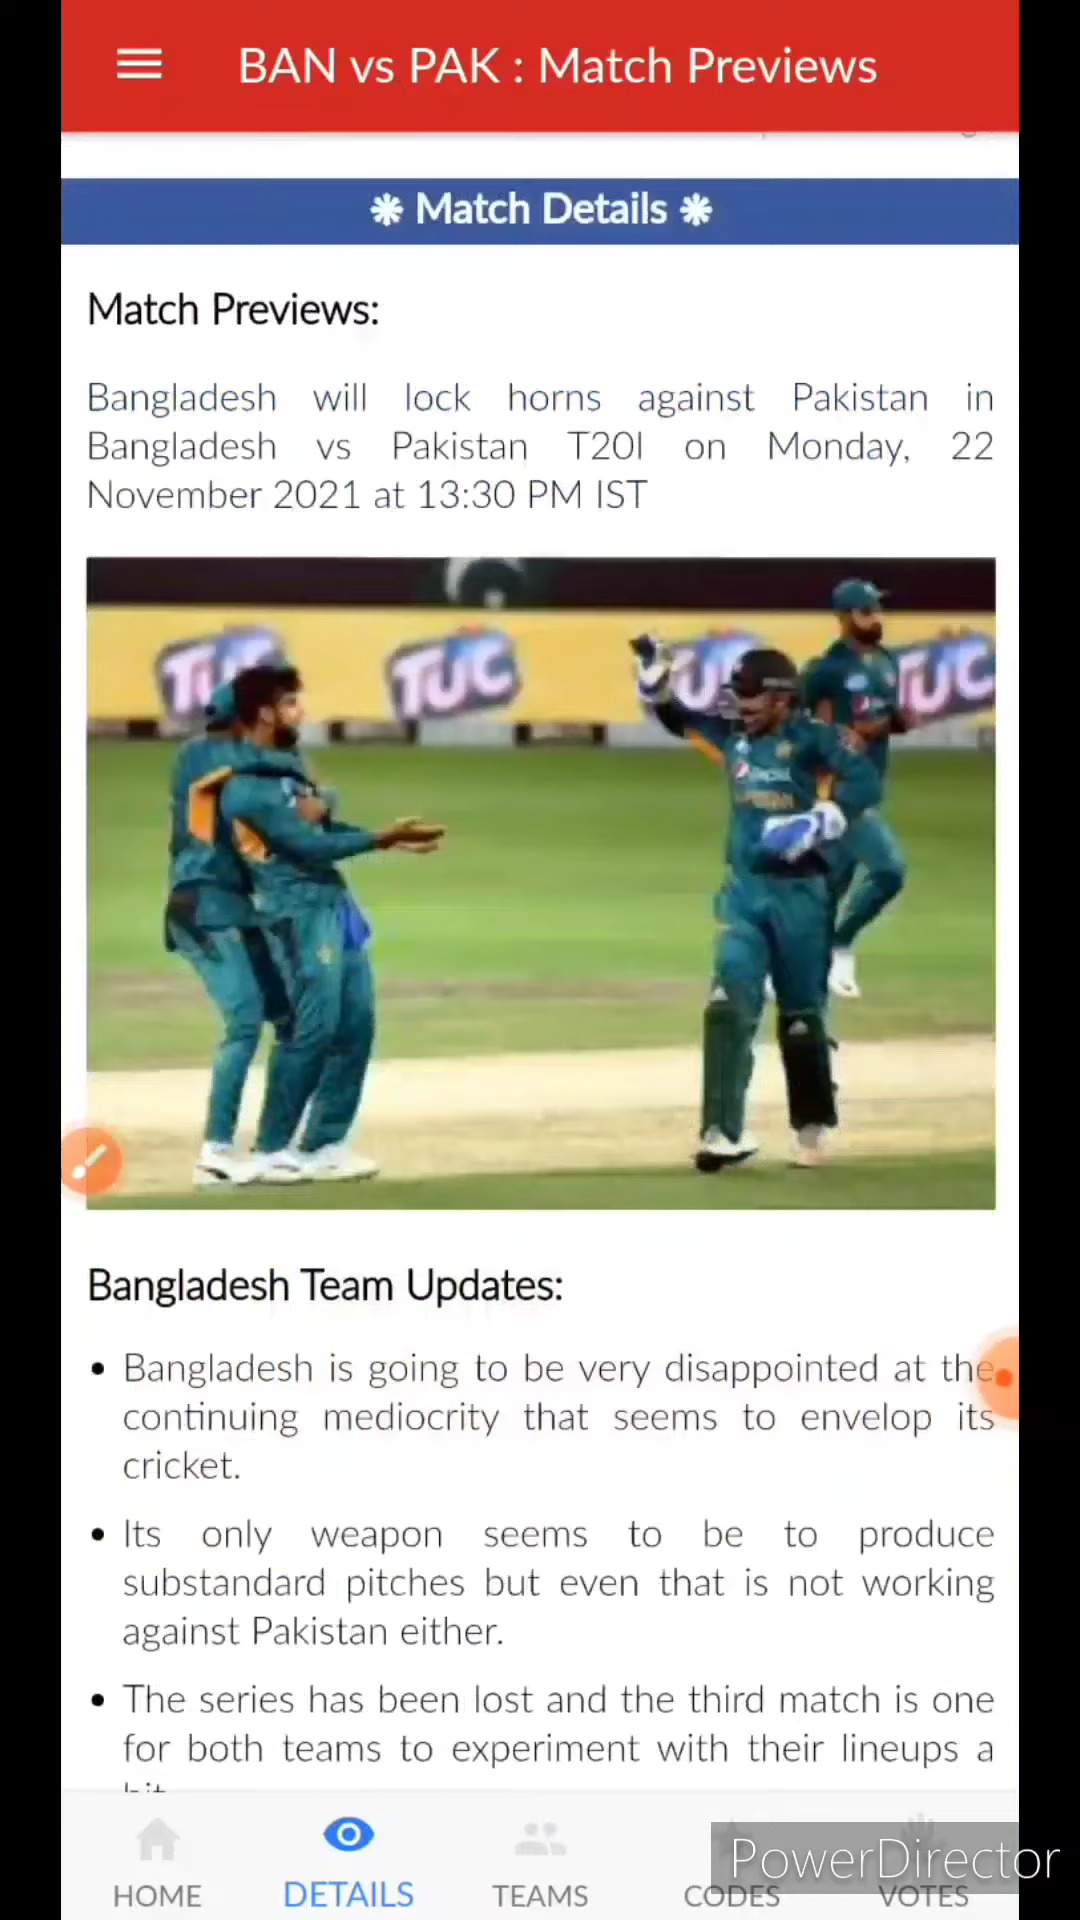 BAN vs PAK : Match Previews
❋ Match Details ❋
Match Previews:
Bangladesh will lock horns against Pakistan in
Bangladesh vs Pakistan T20I on Monday, 22
November 2021 at 13:30 PM IST
TUC
TUC
Bangladesh Team Updates:
• Bangladesh is going to be very disappointed at the
continuing mediocrity that seems to envelop its
cricket.
• Its only weapon seems to be to produce
substandard pitches but even that is not working
against Pakistan either.
• The series has been lost and the third match is one
for both teams to experiment with their lineups a
HOME
DETAILS
TEAMS
CODES
VOTES
PowerDirector